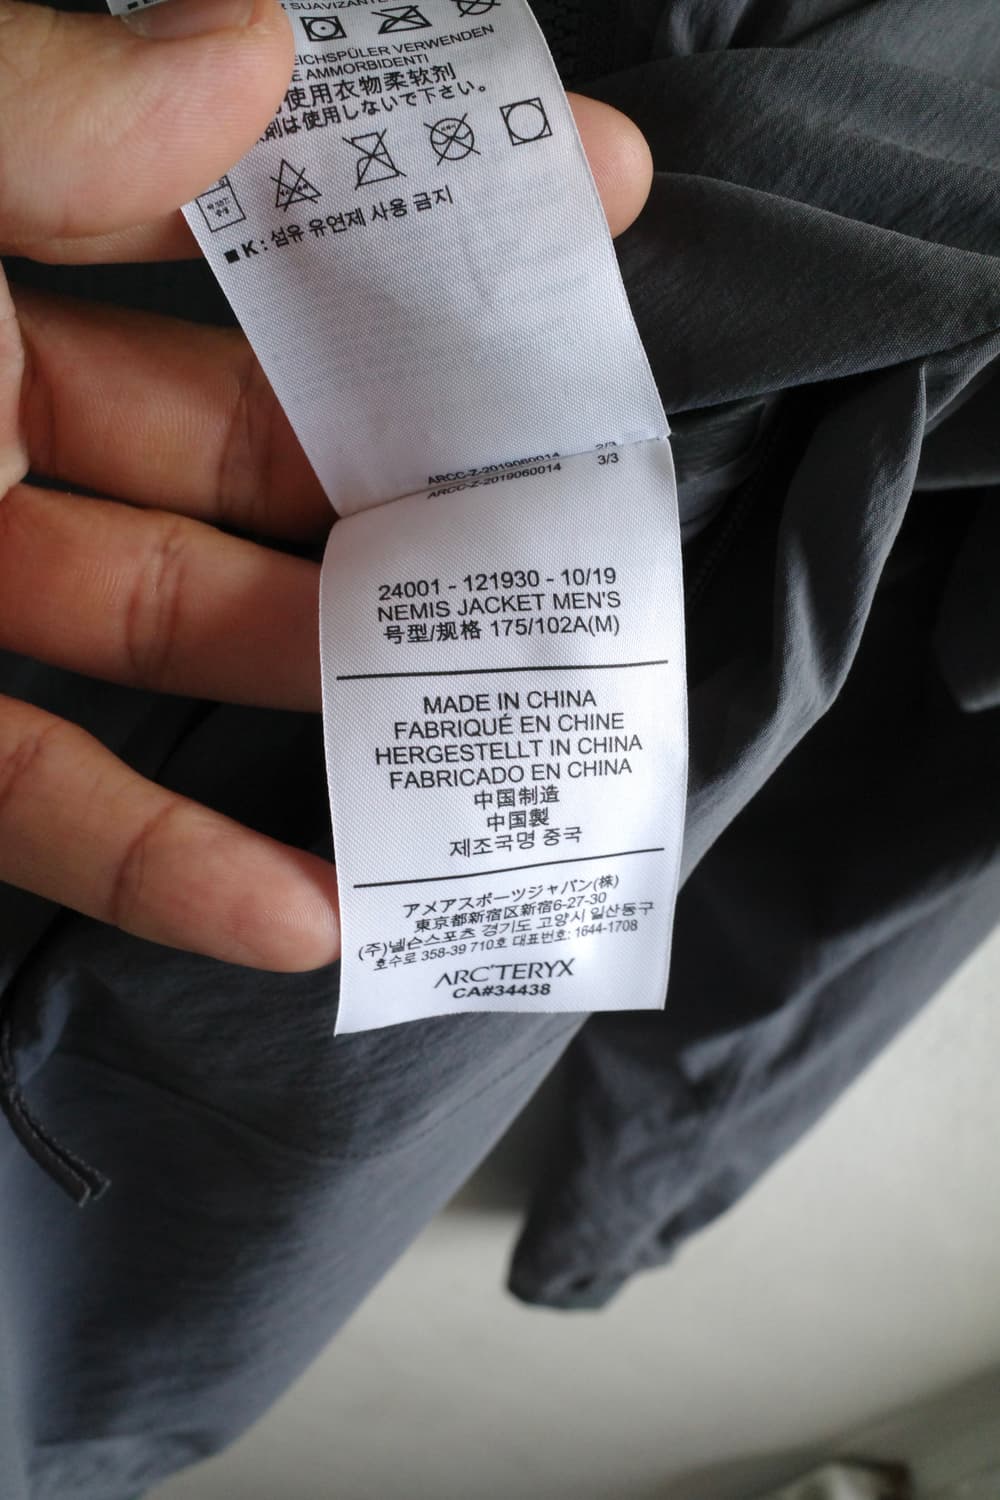 SUAVIZANTE
EICHSPÜLER VERWENDEN
E AMMORBIDENTI
使用衣物柔软剂
剤は使用しないで下さい。
■K: 섬유 유연제 사용 금지
ARCC-Z-2019060014 2/3
ARCC-Z-2019060014 3/3
24001 - 121930 - 10/19
NEMIS JACKET MEN'S
号型/规格 175/102A(M)
MADE IN CHINA
FABRIQUÉ EN CHINE
HERGESTELLT IN CHINA
FABRICADO EN CHINA
中国制造
中国製
제조국명 중국
アメアスポーツジャパン(株)
東京都新宿区新宿6-27-30
(주)넬슨스포츠 경기도 고양시 일산동구
호수로 358-39 710호 대표번호: 1644-1708
ARC'TERYX
CA#34438